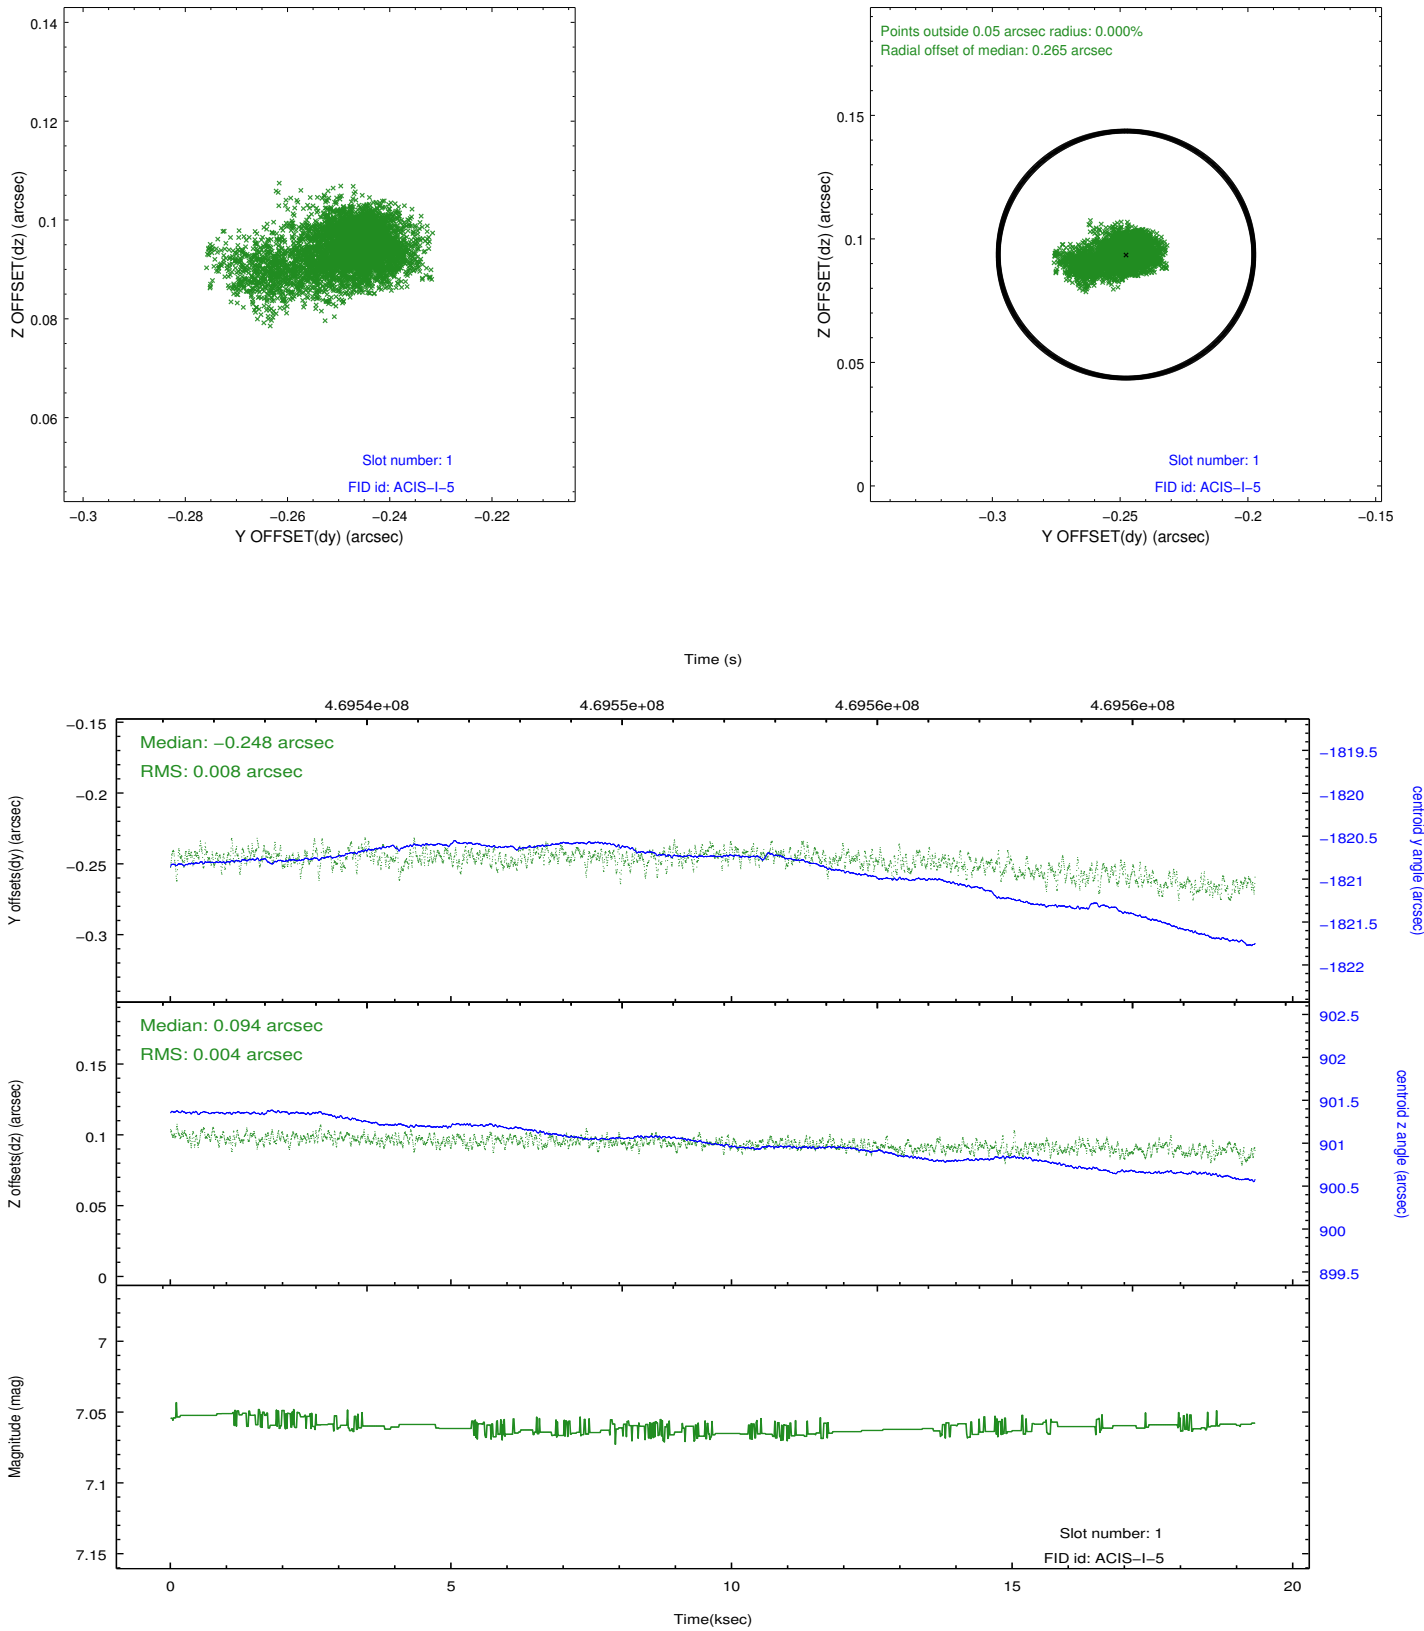 0.14
0.12
0.1
0.08
0.06
Z OFFSET(dz) (arcsec)
Slot number: 1
FID id: ACIS−I−5
−0.3
−0.28
−0.26
−0.24
−0.22
Y OFFSET(dy) (arcsec)
Points outside 0.05 arcsec radius: 0.000%
Radial offset of median: 0.265 arcsec
0.15
0.1
0.05
0
Z OFFSET(dz) (arcsec)
Slot number: 1
FID id: ACIS−I−5
−0.3
−0.25
−0.2
−0.15
Y OFFSET(dy) (arcsec)
Time (s)
4.6954e+08
4.6955e+08
4.6956e+08
4.6956e+08
Median: −0.248 arcsec
RMS: 0.008 arcsec
−0.15
−0.2
−0.25
−0.3
Y offsets(dy) (arcsec)
−1819.5
−1820
−1820.5
−1821
−1821.5
−1822
centroid y angle (arcsec)
Median: 0.094 arcsec
RMS: 0.004 arcsec
0.15
0.1
0.05
0
Z offsets(dz) (arcsec)
902.5
902
901.5
901
900.5
900
899.5
centroid z angle (arcsec)
7
7.05
7.1
7.15
Magnitude (mag)
Slot number: 1
FID id: ACIS−I−5
0
5
10
15
20
Time(ksec)